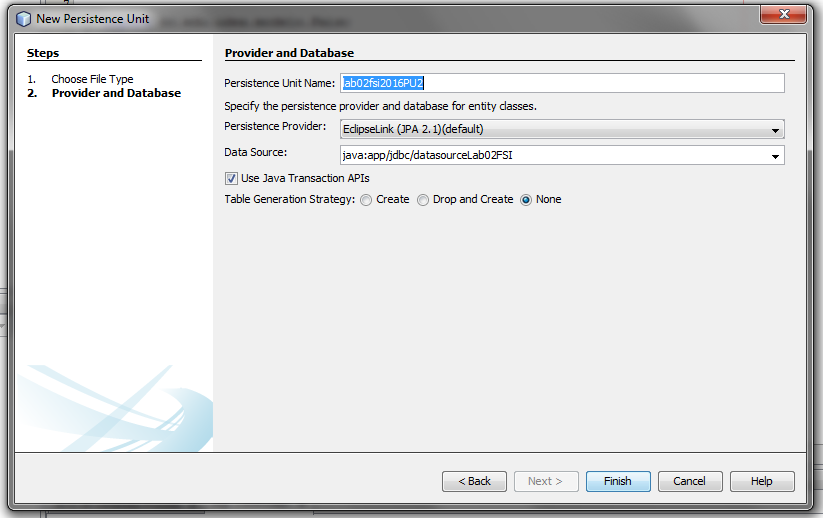 New Persistence Unit
Steps
1. Choose File Type
2. Provider and Database
Provider and Database
Persistence Unit Name: lab02fsi2016PU2
Specify the persistence provider and database for entity classes.
Persistence Provider: EclipseLink (JPA 2.1)(default)
Data Source: java:app/jdbc/datasourceLab02FSI
Use Java Transaction APIs
Table Generation Strategy: Create Drop and Create None
< Back Next > Finish Cancel Help